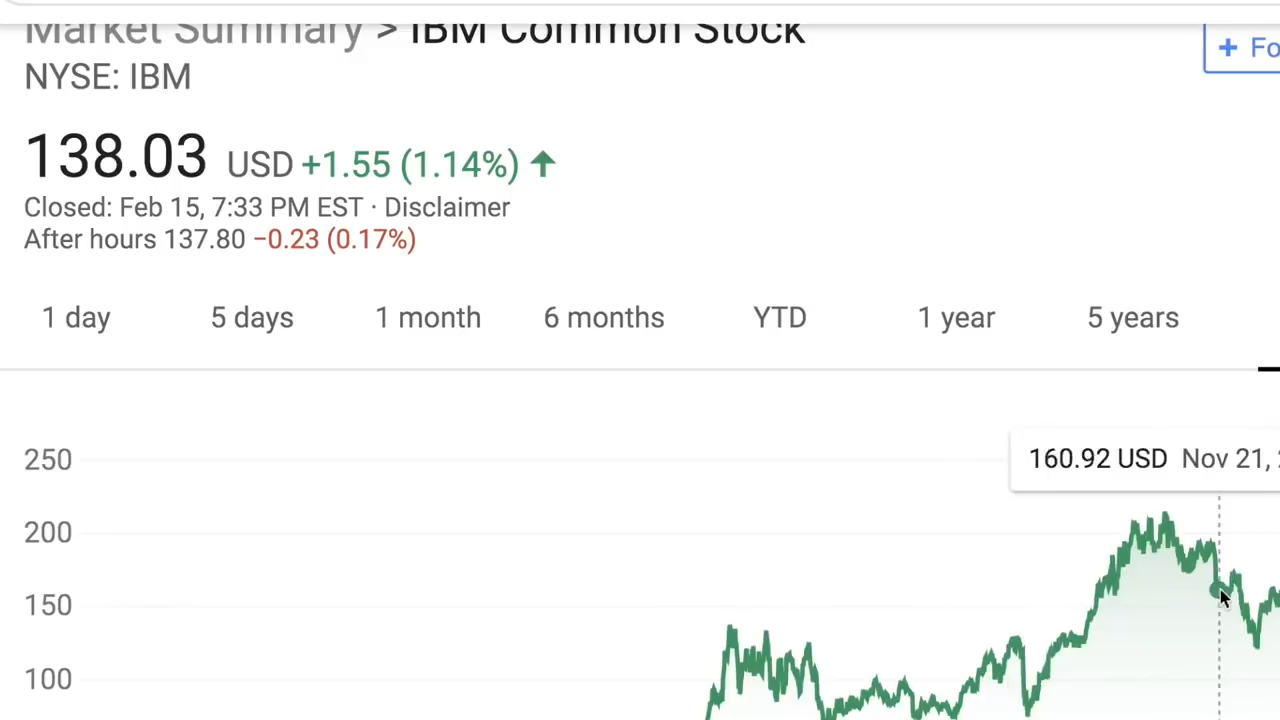 Market Summary > IBM Common Stock
NYSE: IBM
+ Fo
138.03 USD +1.55 (1.14%) ↑
Closed: Feb 15, 7:33 PM EST · Disclaimer
After hours 137.80 −0.23 (0.17%)
1 day 5 days 1 month 6 months YTD 1 year 5 years
250
160.92 USD Nov 21,
200
150
100